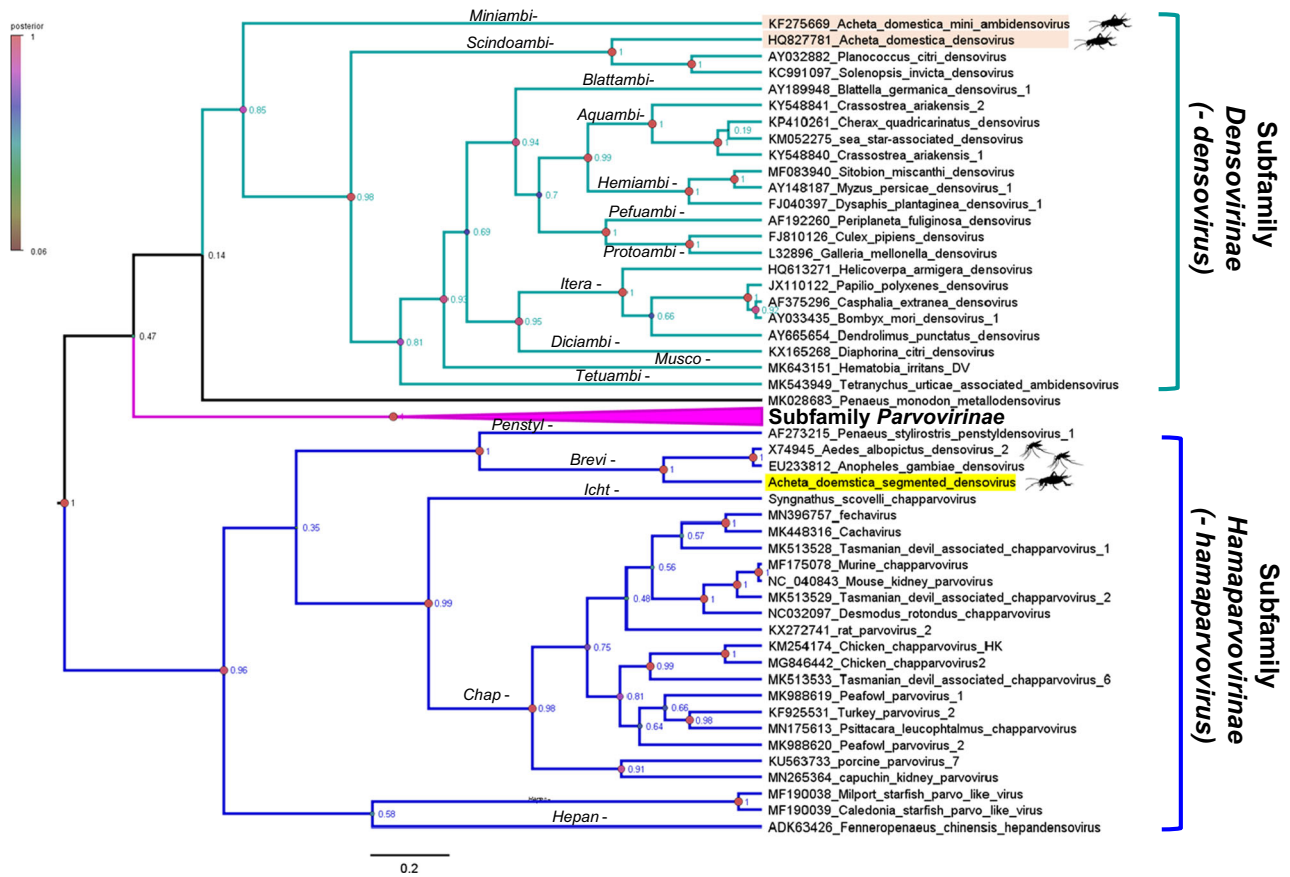 posterior
1
0.06
Miniambi-
KF275669_Acheta_domestica_mini_ambidensovirus
Scindoambi-
HQ827781_Acheta_domestica_densovirus
1
AY032882_Planococcus_citri_densovirus
1
KC991097_Solenopsis_invicta_densovirus
Blattambi-
AY189948_Blattella_germanica_densovirus_1
0.85
KY548841_Crassostrea_ariakensis_2
Aquambi-
1
KP410261_Cherax_quadricarinatus_densovirus
0.19
KM052275_sea_star-associated_densovirus
0.94
1
KY548840_Crassostrea_ariakensis_1
0.99
MF083940_Sitobion_miscanthi_densovirus
1
Hemiambi -
1
AY148187_Myzus_persicae_densovirus_1
0.98
0.7
FJ040397_Dysaphis_plantaginea_densovirus_1
Pefuambi -
AF192260_Periplaneta_fuliginosa_densovirus
0.69
1
FJ810126_Culex_pipiens_densovirus
1
Protoambi -
L32896_Galleria_mellonella_densovirus
0.14
HQ613271_Helicoverpa_armigera_densovirus
Itera -
1
JX110122_Papilio_polyxenes_densovirus
0.93
1
AF375296_Casphalia_extranea_densovirus
0.92
AY033435_Bombyx_mori_densovirus_1
0.95
0.66
AY665654_Dendrolimus_punctatus_densovirus
0.47
0.81
Diciambi -
KX165268_Diaphorina_citri_densovirus
Musco -
MK643151_Hematobia_irritans_DV
Tetuambi -
MK543949_Tetranychus_urticae_associated_ambidensovirus
MK028683_Penaeus_monodon_metallodensovirus
1
Subfamily Parvovirinae
Subfamily
Densovirinae
(- densovirus)
Penstyl -
AF273215_Penaeus_stylirostris_penstyldensovirus_1
1
X74945_Aedes_albopictus_densovirus_2
1
Brevi -
EU233812_Anopheles_gambiae_densovirus
1
Acheta_doemstica_segmented_densovirus
Icht -
Syngnathus_scovelli_chapparvovirus
1
MN396757_fechavirus
1
0.35
MK448316_Cachavirus
0.57
MK513528_Tasmanian_devil_associated_chapparvovirus_1
0.56
MF175078_Murine_chapparvovirus
1
NC_040843_Mouse_kidney_parvovirus
1
MK513529_Tasmanian_devil_associated_chapparvovirus_2
0.99
0.48
1
NC032097_Desmodus_rotondus_chapparvovirus
KX272741_rat_parvovirus_2
0.75
KM254174_Chicken_chapparvovirus_HK
1
0.96
0.99
MG846442_Chicken_chapparvovirus2
MK513533_Tasmanian_devil_associated_chapparvovirus_6
Chap -
0.81
MK988619_Peafowl_parvovirus_1
0.98
0.66
KF925531_Turkey_parvovirus_2
0.98
0.64
MN175613_Psittacara_leucophtalmus_chapparvovirus
MK988620_Peafowl_parvovirus_2
KU563733_porcine_parvovirus_7
0.91
MN265364_capuchin_kidney_parvovirus
MF190038_Milport_starfish_parvo_like_virus
1
0.58
MF190039_Caledonia_starfish_parvo_like_virus
Hepan -
ADK63426_Fenneropenaeus_chinensis_hepandensovirus
Subfamily
Hamaparvovirinae
(- hamaparvovirus)
0.2